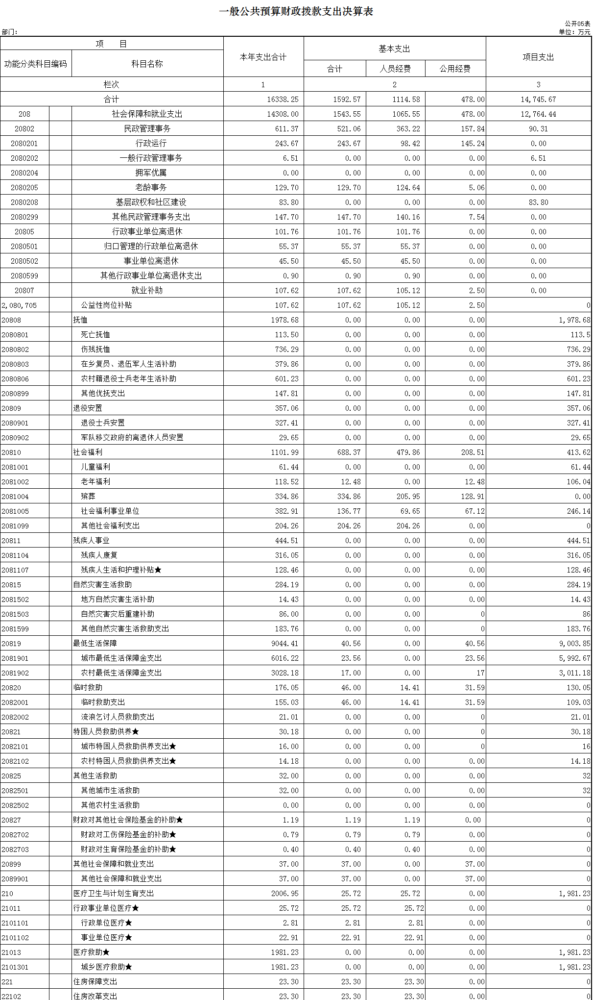 一般公共预算财政拨款支出决算表
公开05表
部门： 单位：万元
项 目 本年支出合计 基本支出 项目支出
功能分类科目编码 科目名称 合计 人员经费 公用经费
栏次 1 2 3
合计 16338.25 1592.57 1114.58 478.00 14,745.67
208 社会保障和就业支出 14308.00 1543.55 1065.55 478.00 12,764.44
20802 民政管理事务 611.37 521.06 363.22 157.84 90.31
2080201 行政运行 243.67 243.67 98.42 145.24 0.00
2080202 一般行政管理事务 6.51 0.00 0.00 0.00 6.51
2080204 拥军优属 0.00 0.00 0.00 0.00 0.00
2080205 老龄事务 129.70 129.70 124.64 5.06 0.00
2080208 基层政权和社区建设 83.80 0.00 0.00 0.00 83.80
2080299 其他民政管理事务支出 147.70 147.70 140.16 7.54 0.00
20805 行政事业单位离退休 101.76 101.76 101.76 0.00 0.00
2080501 归口管理的行政单位离退休 55.37 55.37 55.37 0.00 0.00
2080502 事业单位离退休 45.50 45.50 45.50 0.00 0.00
2080599 其他行政事业单位离退休支出 0.90 0.90 0.90 0.00 0.00
20807 就业补助 107.62 107.62 105.12 2.50 0.00
2,080,705 公益性岗位补贴 107.62 107.62 105.12 2.50 0
20808 抚恤 1978.68 0.00 0.00 0.00 1,978.68
2080801 死亡抚恤 113.50 0.00 0.00 0.00 113.5
2080802 伤残抚恤 736.29 0.00 0.00 0.00 736.29
2080803 在乡复员、退伍军人生活补助 379.86 0.00 0.00 0.00 379.86
2080806 农村籍退役士兵老年生活补助 601.23 0.00 0.00 0.00 601.23
2080899 其他优抚支出 147.81 0.00 0.00 0.00 147.81
20809 退役安置 357.06 0.00 0.00 0.00 357.06
2080901 退役士兵安置 327.41 0.00 0.00 0.00 327.41
2080902 军队移交政府的离退休人员安置 29.65 0.00 0.00 0.00 29.65
20810 社会福利 1101.99 688.37 479.86 208.51 413.62
2081001 儿童福利 61.44 0.00 0.00 0.00 61.44
2081002 老年福利 118.52 12.48 0.00 12.48 106.04
2081004 殡葬 334.86 334.86 205.95 128.91 0.00
2081005 社会福利事业单位 382.91 136.77 69.65 67.12 246.14
2081099 其他社会福利支出 204.26 204.26 204.26 0.00 0
20811 残疾人事业 444.51 0.00 0.00 0.00 444.51
2081104 残疾人康复 316.05 0.00 0.00 0.00 316.05
2081107 残疾人生活和护理补贴★ 128.46 0.00 0.00 0.00 128.46
20815 自然灾害生活救助 284.19 0.00 0.00 0.00 284.19
2081502 地方自然灾害生活补助 14.43 0.00 0.00 0.00 14.43
2081503 自然灾害灾后重建补助 86.00 0.00 0.00 0 86
2081599 其他自然灾害生活救助支出 183.76 0.00 0.00 0 183.76
20819 最低生活保障 9044.41 40.56 0.00 40.56 9,003.85
2081901 城市最低生活保障金支出 6016.22 23.56 0.00 23.56 5,992.67
2081902 农村最低生活保障金支出 3028.18 17.00 0.00 17 3,011.18
20820 临时救助 176.05 46.00 14.41 31.59 130.05
2082001 临时救助支出 155.03 46.00 14.41 31.59 109.03
2082002 流浪乞讨人员救助支出 21.01 0.00 0.00 0 21.01
20821 特困人员救助供养★ 30.18 0.00 0.00 0 30.18
2082101 城市特困人员救助供养支出★ 16.00 0.00 0.00 0 16
2082102 农村特困人员救助供养支出★ 14.18 0.00 0.00 0.00 14.18
20825 其他生活救助 32.00 0.00 0.00 0.00 32
2082501 其他城市生活救助 32.00 0.00 0.00 0.00 32
2082502 其他农村生活救助 0.00 0.00 0.00 0.00 0
20827 财政对其他社会保险基金的补助★ 1.19 1.19 1.19 0.00 0
2082702 财政对工伤保险基金的补助★ 0.79 0.79 0.79 0.00 0
2082703 财政对生育保险基金的补助★ 0.40 0.40 0.40 0.00 0
20899 其他社会保障和就业支出 37.00 37.00 0.00 37.00 0
2089901 其他社会保障和就业支出 37.00 37.00 0.00 37.00 0
210 医疗卫生与计划生育支出 2006.95 25.72 25.72 0.00 1,981.23
21011 行政事业单位医疗★ 25.72 25.72 25.72 0.00 0
2101101 行政单位医疗★ 2.81 2.81 2.81 0.00 0
2101102 事业单位医疗★ 22.91 22.91 22.91 0.00 0
21013 医疗救助★ 1981.23 0.00 0.00 0.00 1,981.23
2101301 城乡医疗救助★ 1981.23 0.00 0.00 0.00 1,981.23
221 住房保障支出 23.30 23.30 23.30 0.00 0
22102 住房改革支出 23.30 23.30 23.30 0.00 0